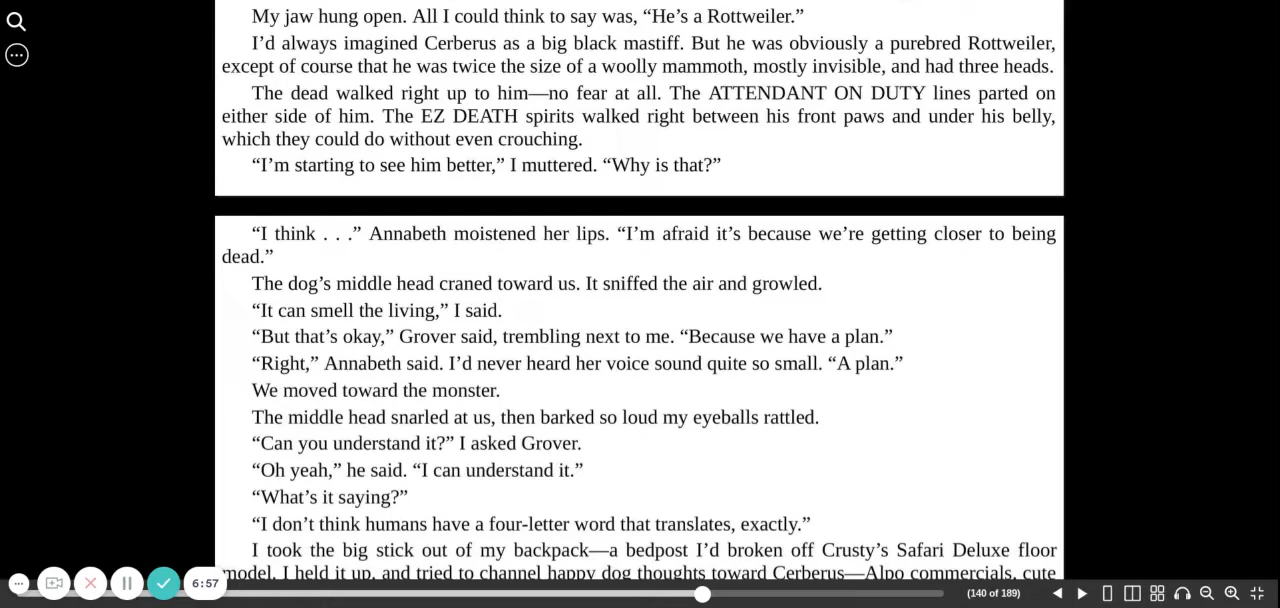 My jaw hung open. All I could think to say was, “He’s a Rottweiler.”
I’d always imagined Cerberus as a big black mastiff. But he was obviously a purebred Rottweiler,
except of course that he was twice the size of a woolly mammoth, mostly invisible, and had three heads.
The dead walked right up to him—no fear at all. The ATTENDANT ON DUTY lines parted on
either side of him. The EZ DEATH spirits walked right between his front paws and under his belly,
which they could do without even crouching.
“I’m starting to see him better,” I muttered. “Why is that?”
“I think . . .” Annabeth moistened her lips. “I’m afraid it’s because we’re getting closer to being
dead.”
The dog’s middle head craned toward us. It sniffed the air and growled.
“It can smell the living,” I said.
“But that’s okay,” Grover said, trembling next to me. “Because we have a plan.”
“Right,” Annabeth said. I’d never heard her voice sound quite so small. “A plan.”
We moved toward the monster.
The middle head snarled at us, then barked so loud my eyeballs rattled.
“Can you understand it?” I asked Grover.
“Oh yeah,” he said. “I can understand it.”
“What’s it saying?”
“I don’t think humans have a four-letter word that translates, exactly.”
I took the big stick out of my backpack—a bedpost I’d broken off Crusty’s Safari Deluxe floor
model. I held it up, and tried to channel happy dog thoughts toward Cerberus—Alpo commercials, cute
6:57
(140 of 189)